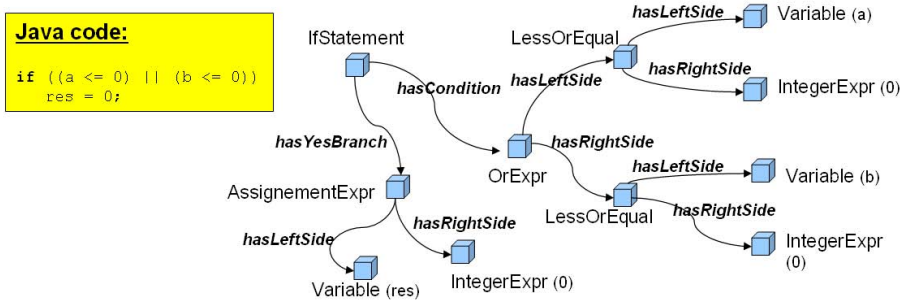 Java code:
if ((a <= 0) || (b <= 0))
res = 0;
IfStatement
hasCondition
hasYesBranch
AssignementExpr
hasLeftSide
Variable (res)
hasRightSide
IntegerExpr (0)
OrExpr
hasLeftSide
LessOrEqual
hasLeftSide
Variable (a)
hasRightSide
IntegerExpr (0)
hasRightSide
LessOrEqual
hasLeftSide
Variable (b)
hasRightSide
IntegerExpr
(0)